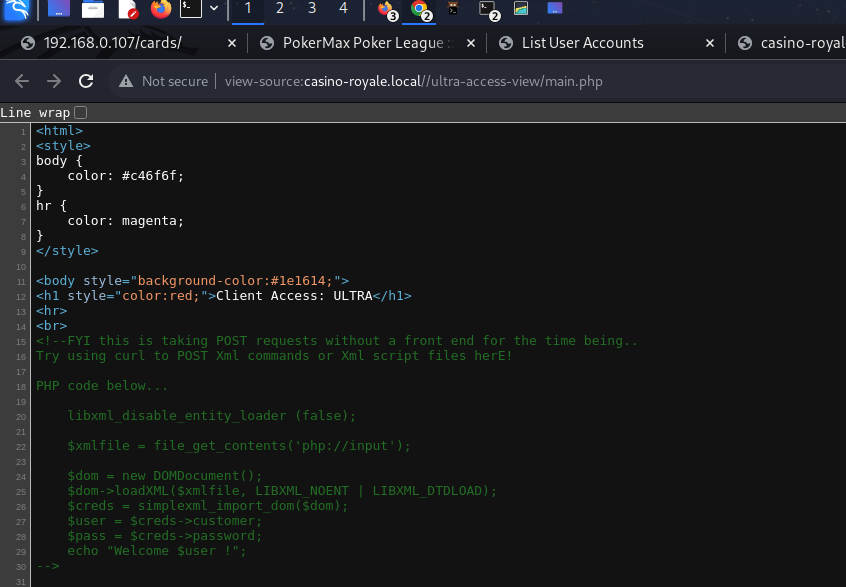 1 2 3 4 3 2 2
192.168.0.107/cards/ × PokerMax Poker League :: × List User Accounts × casino-royal
Not secure | view-source:casino-royale.local//ultra-access-view/main.php
Line wrap
1 <html>
2 <style>
3 body {
4     color: #c46f6f;
5 }
6 hr {
7     color: magenta;
8 }
9 </style>
10
11 <body style="background-color:#1e1614;">
12 <h1 style="color:red;">Client Access: ULTRA</h1>
13 <hr>
14 <br>
15 <!--FYI this is taking POST requests without a front end for the time being..
16 Try using curl to POST Xml commands or Xml script files herE!
17
18 PHP code below...
19
20     libxml_disable_entity_loader (false);
21
22     $xmlfile = file_get_contents('php://input');
23
24     $dom = new DOMDocument();
25     $dom->loadXML($xmlfile, LIBXML_NOENT | LIBXML_DTDLOAD);
26     $creds = simplexml_import_dom($dom);
27     $user = $creds->customer;
28     $pass = $creds->password;
29     echo "Welcome $user !";
30 -->
31